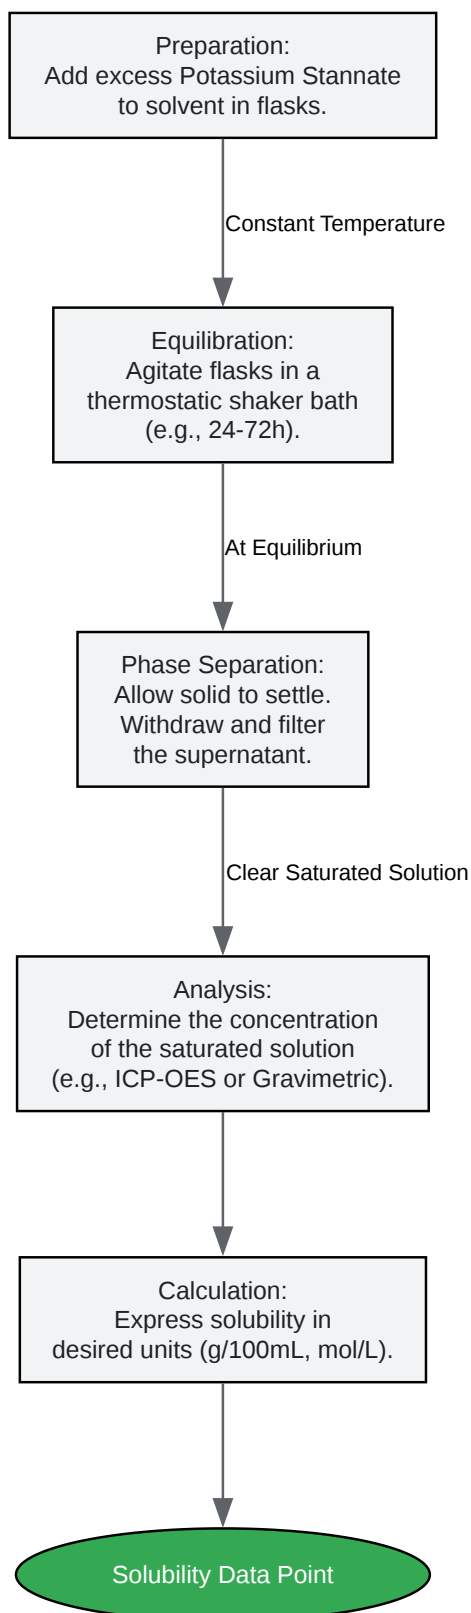 Preparation:
Add excess Potassium Stannate
to solvent in flasks.
Constant Temperature
Equilibration:
Agitate flasks in a
thermostatic shaker bath
(e.g., 24-72h).
At Equilibrium
Phase Separation:
Allow solid to settle.
Withdraw and filter
the supernatant.
Clear Saturated Solution
Analysis:
Determine the concentration
of the saturated solution
(e.g., ICP-OES or Gravimetric).
Calculation:
Express solubility in
desired units (g/100mL, mol/L).
Solubility Data Point